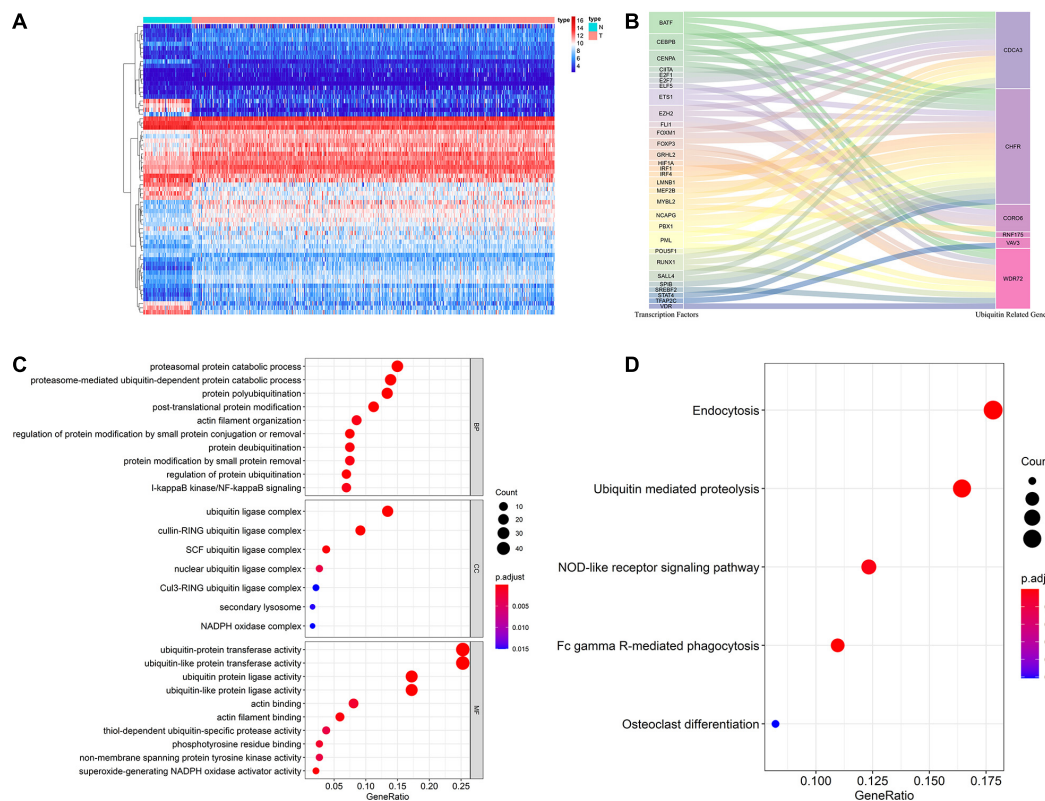 A
type
16
14
12
10
8
6
4
type
N
T
B
BATF
CEBPB
CENPA
CIITA
E2F1
E2F7
ELF5
ETS1
EZH2
FLI1
FOXM1
FOXP3
GRHL2
HIF1A
IRF1
IRF4
LMNB1
MEF2B
MYBL2
NCAPG
PBX1
PML
POU5F1
RUNX1
SALL4
SPIB
SREBF2
STAT4
TFAP2C
VDR
Transcription Factors
CDCA3
CHFR
CORO6
RNF175
VAV3
WDR72
Ubiquitin Related Gene
C
proteasomal protein catabolic process
proteasome-mediated ubiquitin-dependent protein catabolic process
protein polyubiquitination
post-translational protein modification
actin filament organization
regulation of protein modification by small protein conjugation or removal
protein deubiquitination
protein modification by small protein removal
regulation of protein ubiquitination
I-kappaB kinase/NF-kappaB signaling
BP
ubiquitin ligase complex
cullin-RING ubiquitin ligase complex
SCF ubiquitin ligase complex
nuclear ubiquitin ligase complex
Cul3-RING ubiquitin ligase complex
secondary lysosome
NADPH oxidase complex
CC
ubiquitin-protein transferase activity
ubiquitin-like protein transferase activity
ubiquitin protein ligase activity
ubiquitin-like protein ligase activity
actin binding
actin filament binding
thiol-dependent ubiquitin-specific protease activity
phosphotyrosine residue binding
non-membrane spanning protein tyrosine kinase activity
superoxide-generating NADPH oxidase activator activity
MF
0.05 0.10 0.15 0.20 0.25
GeneRatio
Count
10
20
30
40
p.adjust
0.005
0.010
0.015
D
Endocytosis
Ubiquitin mediated proteolysis
NOD-like receptor signaling pathway
Fc gamma R-mediated phagocytosis
Osteoclast differentiation
0.100 0.125 0.150 0.175
GeneRatio
Coun
p.adju